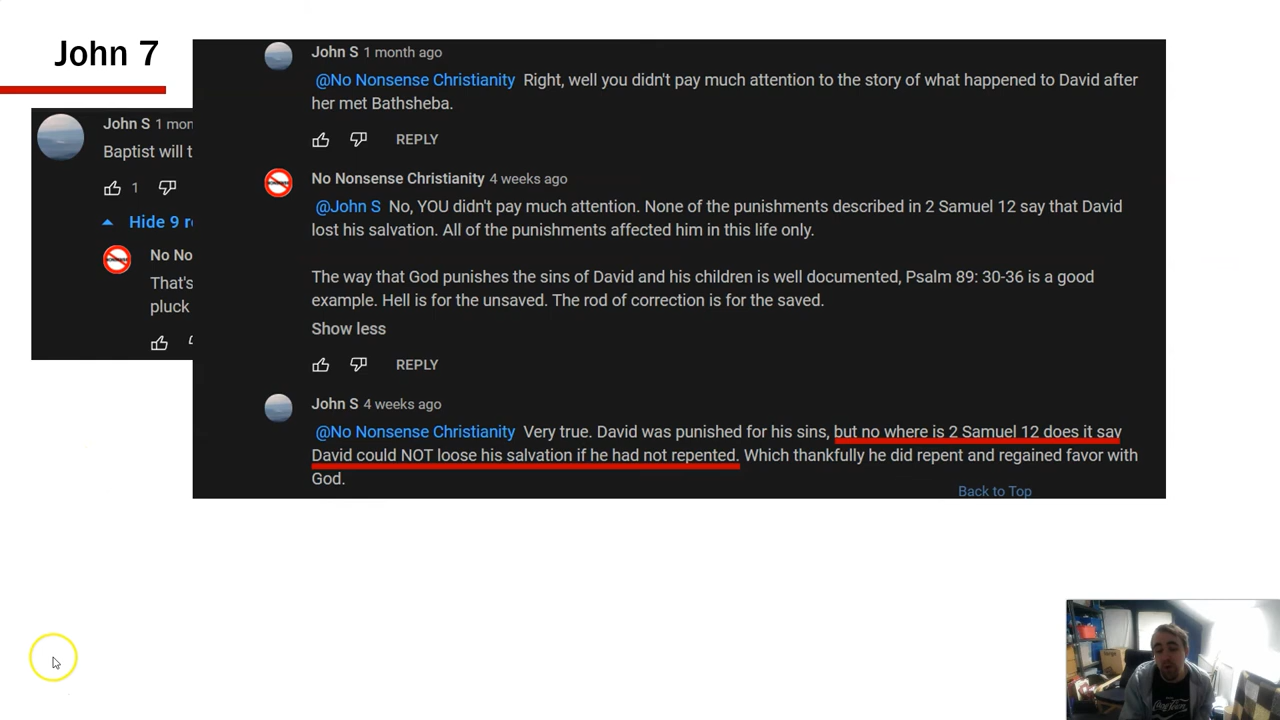 John 7
John S 1 mon
Baptist will t
1
Hide 9 r
No No
That's
pluck
John S 1 month ago
@No Nonsense Christianity Right, well you didn't pay much attention to the story of what happened to David after
her met Bathsheba.
REPLY
No Nonsense Christianity 4 weeks ago
@John S No, YOU didn't pay much attention. None of the punishments described in 2 Samuel 12 say that David
lost his salvation. All of the punishments affected him in this life only.
The way that God punishes the sins of David and his children is well documented, Psalm 89: 30-36 is a good
example. Hell is for the unsaved. The rod of correction is for the saved.
Show less
REPLY
John S 4 weeks ago
@No Nonsense Christianity Very true. David was punished for his sins, but no where is 2 Samuel 12 does it say
David could NOT loose his salvation if he had not repented. Which thankfully he did repent and regained favor with
God.
Back to Top